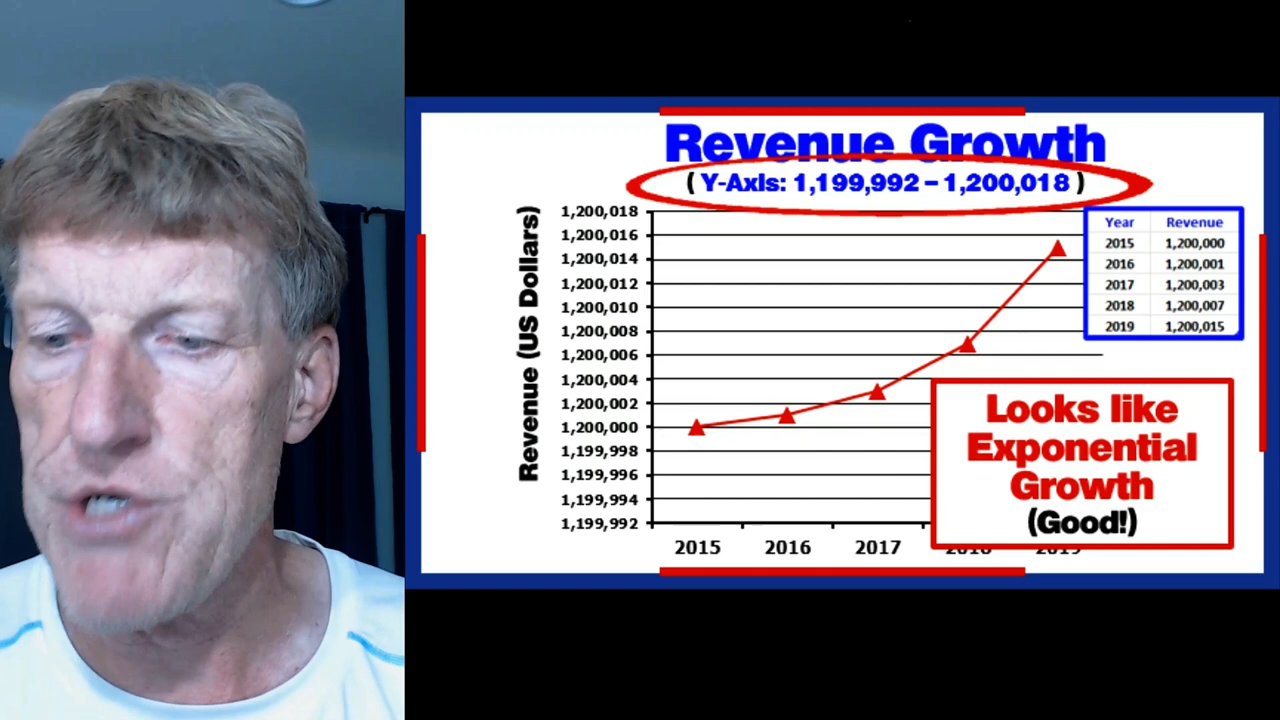 Revenue Growth
( Y-Axis: 1,199,992 – 1,200,018 )
Revenue (US Dollars)
1,200,018
1,200,016
1,200,014
1,200,012
1,200,010
1,200,008
1,200,006
1,200,004
1,200,002
1,200,000
1,199,998
1,199,996
1,199,994
1,199,992
2015 2016 2017 2018 2019
Year Revenue
2015 1,200,000
2016 1,200,001
2017 1,200,003
2018 1,200,007
2019 1,200,015
Looks like
Exponential
Growth
(Good!)